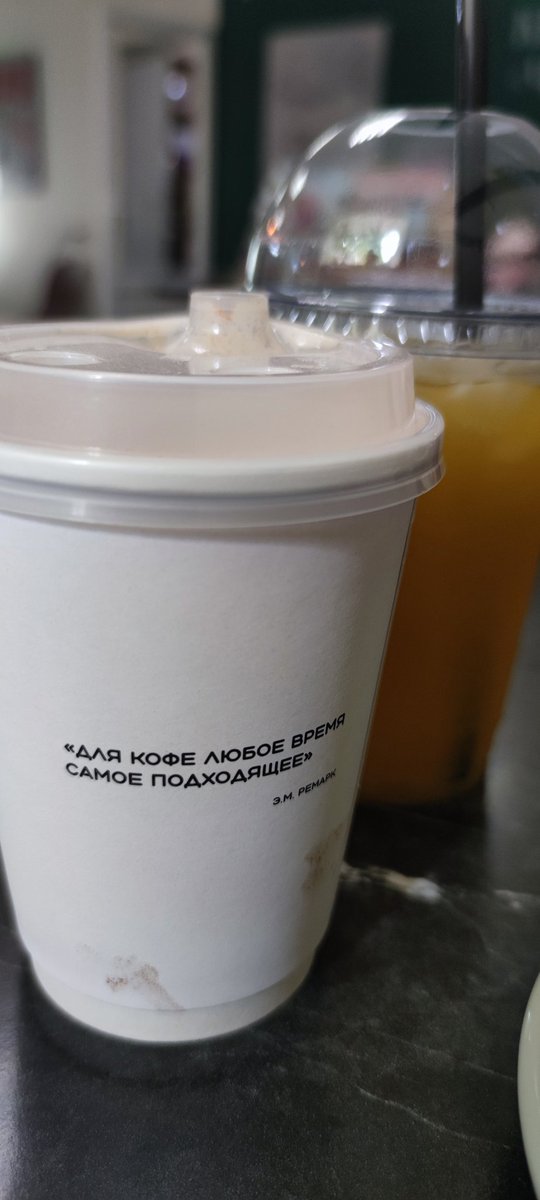 «ДЛЯ КОФЕ ЛЮБОЕ ВРЕМЯ
САМОЕ ПОДХОДЯЩЕЕ»
Э.М. РЕМАРК